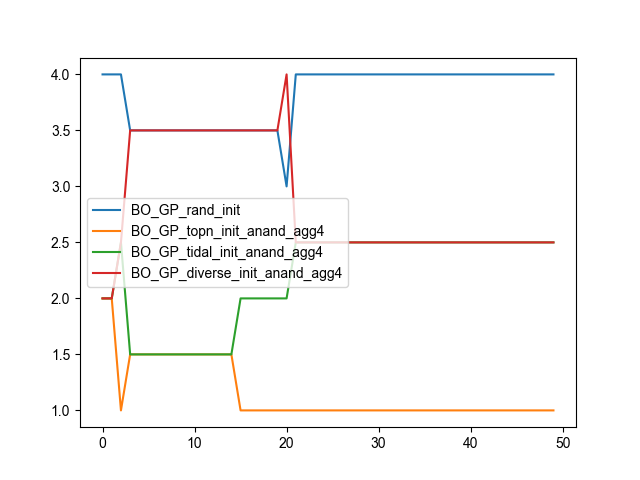 4.0
3.5
3.0
2.5
2.0
1.5
1.0
BO_GP_rand_init
BO_GP_topn_init_anand_agg4
BO_GP_tidal_init_anand_agg4
BO_GP_diverse_init_anand_agg4
0 10 20 30 40 50